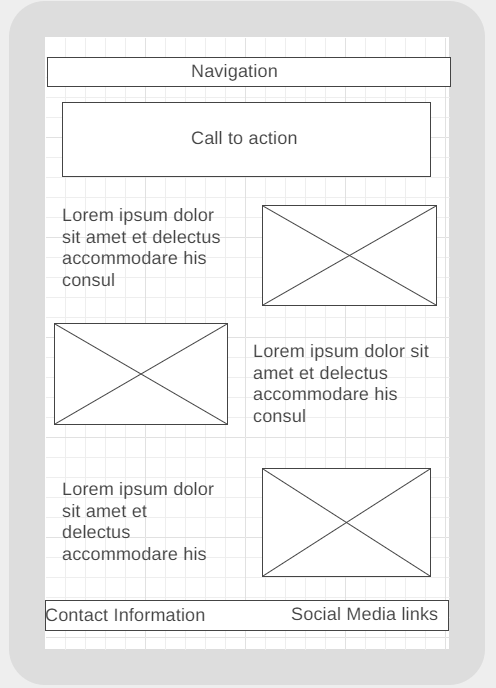 Navigation
Call to action
Lorem ipsum dolor
sit amet et delectus
accommodare his
consul
Lorem ipsum dolor sit
amet et delectus
accommodare his
consul
Lorem ipsum dolor
sit amet et
delectus
accommodare his
Contact Information
Social Media links